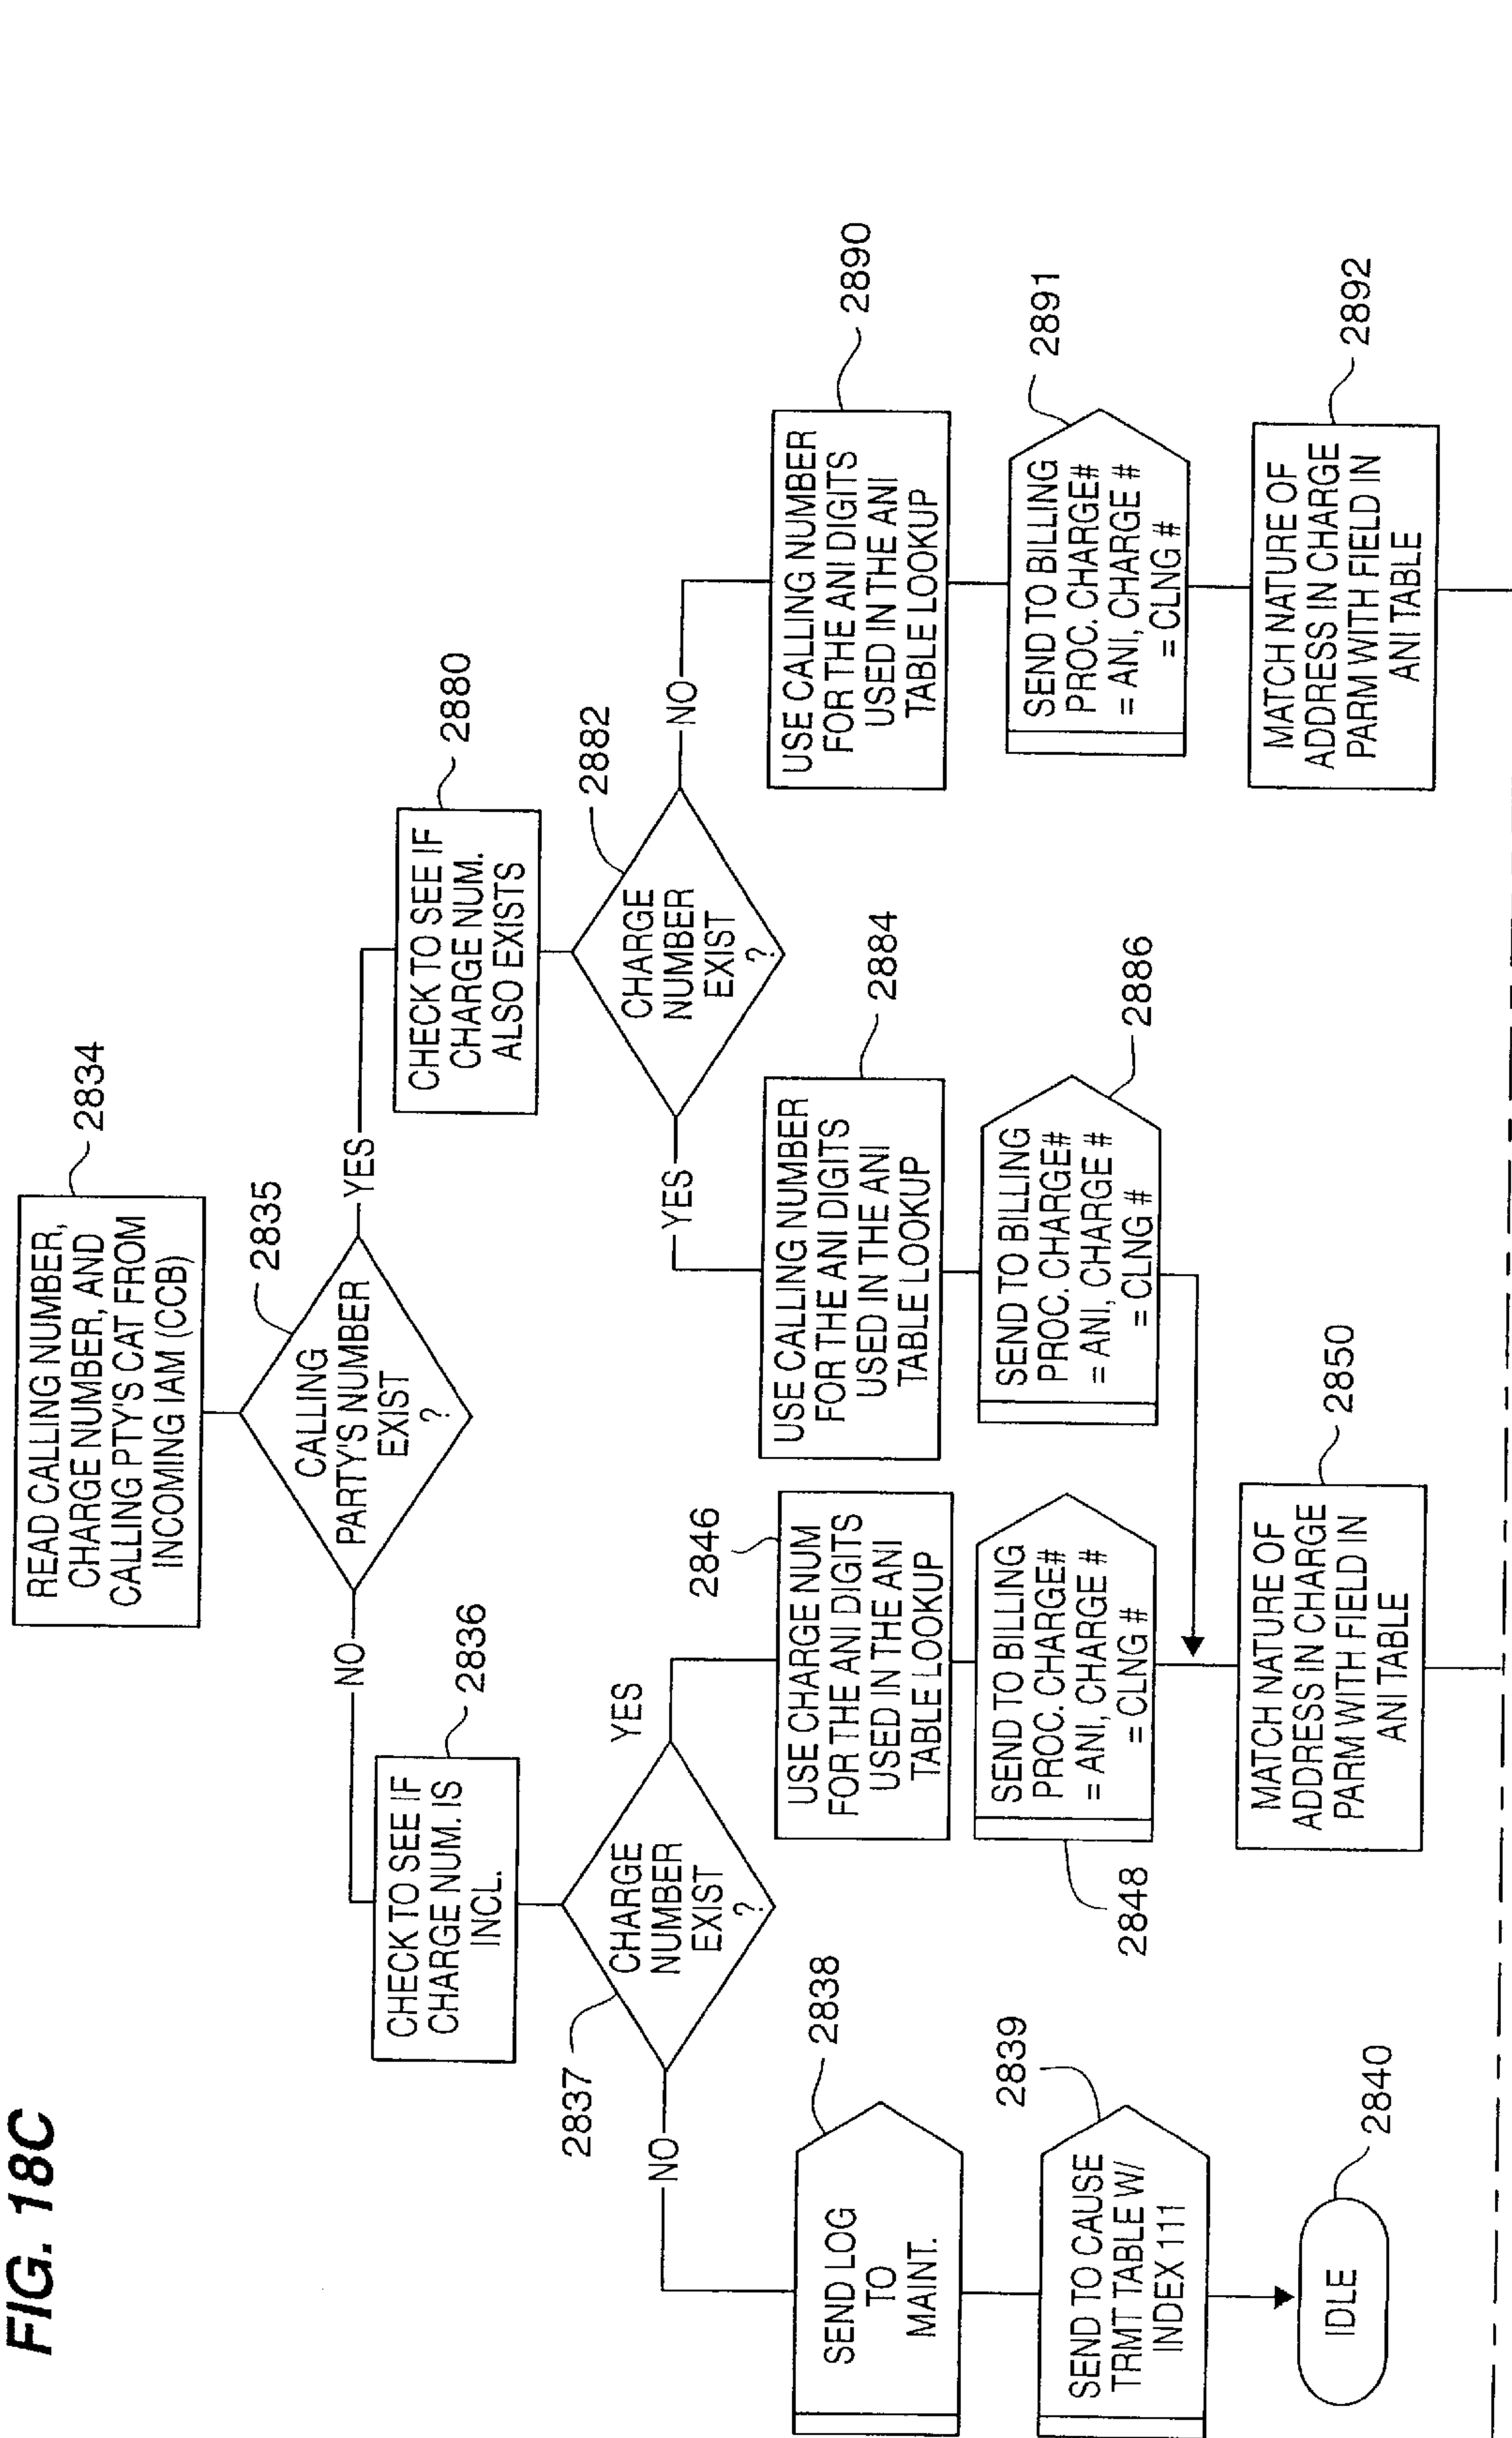 FIG. 18C
READ CALLING NUMBER,
CHARGE NUMBER, AND
CALLING PTY'S CAT FROM
INCOMING IAM (CCB)
2834
CALLING
PARTY'S NUMBER
EXIST
?
2835
NO
YES
CHECK TO SEE IF
CHARGE NUM. IS
INCL.
2836
CHECK TO SEE IF
CHARGE NUM.
ALSO EXISTS
2880
CHARGE
NUMBER
EXIST
?
2837
NO
YES
CHARGE
NUMBER
EXIST
?
2882
YES
NO
SEND LOG
TO
MAINT.
2838
USE CHARGE NUM
FOR THE ANI DIGITS
USED IN THE ANI
TABLE LOOKUP
2846
USE CALLING NUMBER
FOR THE ANI DIGITS
USED IN THE ANI
TABLE LOOKUP
2884
USE CALLING NUMBER
FOR THE ANI DIGITS
USED IN THE ANI
TABLE LOOKUP
2890
SEND TO CAUSE
TRMT TABLE W/
INDEX 111
2839
SEND TO BILLING
PROC. CHARGE#
= ANI, CHARGE #
= CLNG #
2848
SEND TO BILLING
PROC. CHARGE#
= ANI, CHARGE #
= CLNG #
2886
SEND TO BILLING
PROC. CHARGE#
= ANI, CHARGE #
= CLNG #
2891
IDLE
2840
MATCH NATURE OF
ADDRESS IN CHARGE
PARM WITH FIELD IN
ANI TABLE
2850
MATCH NATURE OF
ADDRESS IN CHARGE
PARM WITH FIELD IN
ANI TABLE
2892